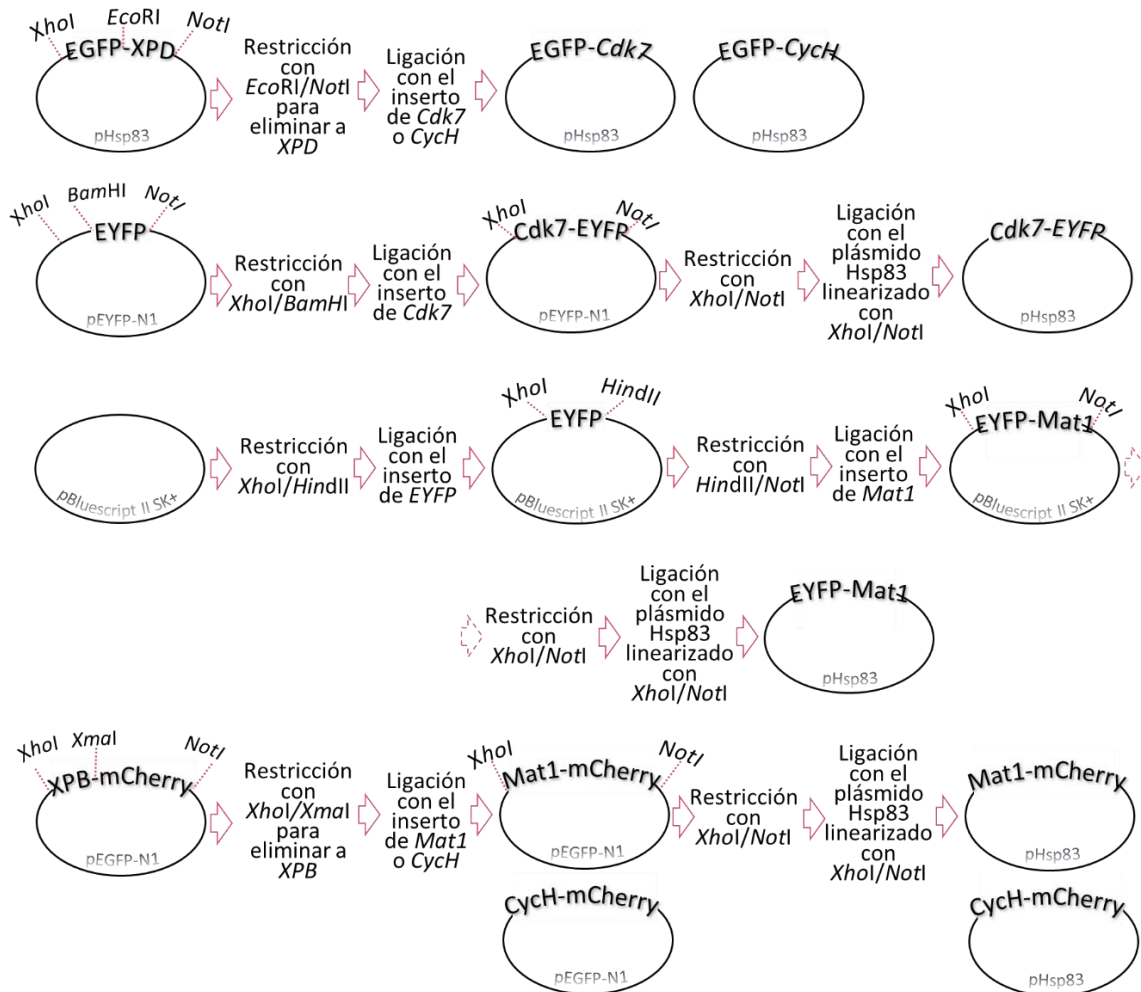 XhoI
EcoRI
NotI
EGFP-XPD
pHsp83
Restricción
con
EcoRI/NotI
para
eliminar a
XPD
Ligación
con el
inserto
de Cdk7
o CycH
EGFP-Cdk7
pHsp83
EGFP-CycH
pHsp83
XhoI
BamHI
NotI
EYFP
pEYFP-N1
Restricción
con
XhoI/BamHI
Ligación
con el
inserto
de Cdk7
XhoI
NotI
Cdk7-EYFP
pEYFP-N1
Restricción
con
XhoI/NotI
Ligación
con el
plásmido
Hsp83
linearizado
con
XhoI/NotI
Cdk7-EYFP
pHsp83
pBluescript II SK+
Restricción
con
XhoI/HindII
Ligación
con el
inserto
de EYFP
XhoI
HindII
EYFP
pBluescript II SK+
Restricción
con
HindII/NotI
Ligación
con el
inserto
de Mat1
XhoI
NotI
EYFP-Mat1
pBluescript II SK+
Restricción
con
XhoI/NotI
Ligación
con el
plásmido
Hsp83
linearizado
con
XhoI/NotI
EYFP-Mat1
pHsp83
XhoI
XmaI
NotI
XPB-mCherry
pEGFP-N1
Restricción
con
XhoI/XmaI
para
eliminar a
XPB
Ligación
con el
inserto
de Mat1
o CycH
XhoI
NotI
Mat1-mCherry
pEGFP-N1
CycH-mCherry
pEGFP-N1
Restricción
con
XhoI/NotI
Ligación
con el
plásmido
Hsp83
linearizado
con
XhoI/NotI
Mat1-mCherry
pHsp83
CycH-mCherry
pHsp83